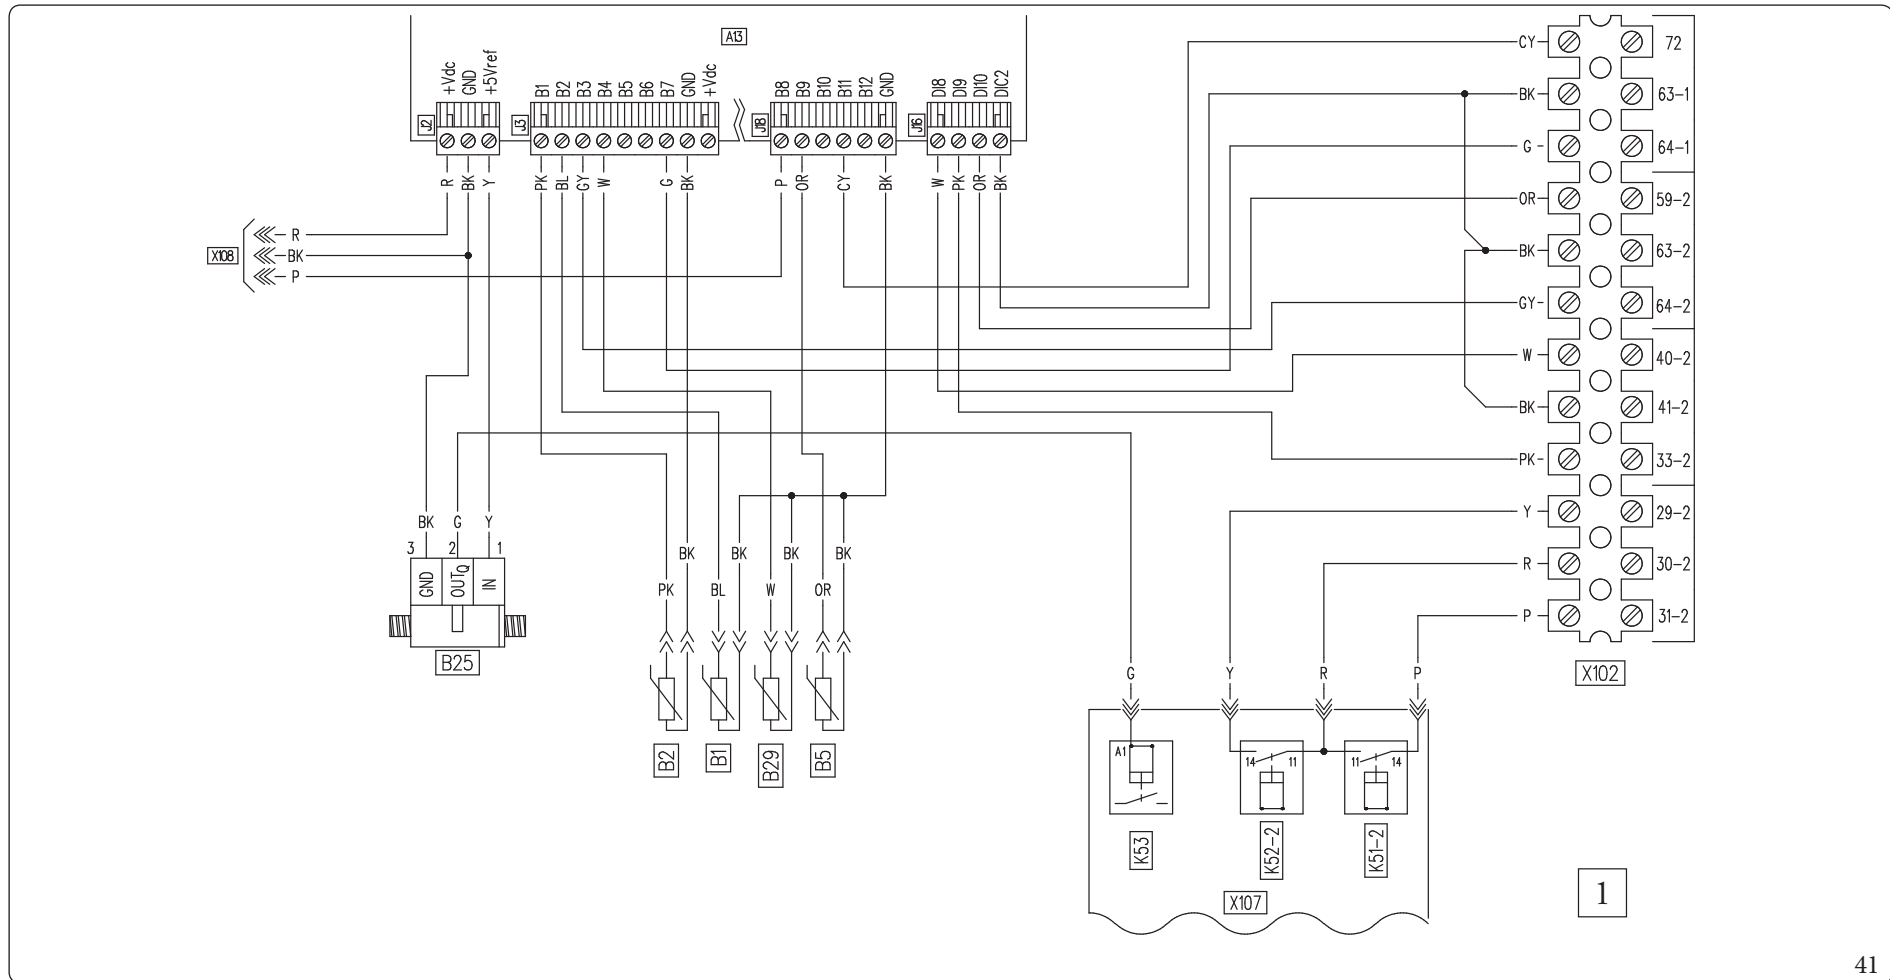 A13
+Vdc GND +5Vref
B1 B2 B3 B4 B5 B6 B7 GND +Vdc
B8 B9 B10 B11 B12 GND
DI8 DI9 DI10 DIC2
J2 J3 J18 J16
R BK Y
PK BL GY W G BK
P OR CY BK
W PK OR BK
X108
R
BK
P
CY 72
BK 63-1
G 64-1
OR 59-2
BK 63-2
GY 64-2
W 40-2
BK 41-2
PK 33-2
Y 29-2
R 30-2
P 31-2
X102
BK G Y
3 2 1
GND OUTQ IN
B25
BK BK BK BK
PK BL W OR
B2 B1 B29 B5
G Y R P
A1 14 11 11 14
K53 K52-2 K51-2
X107
1
41